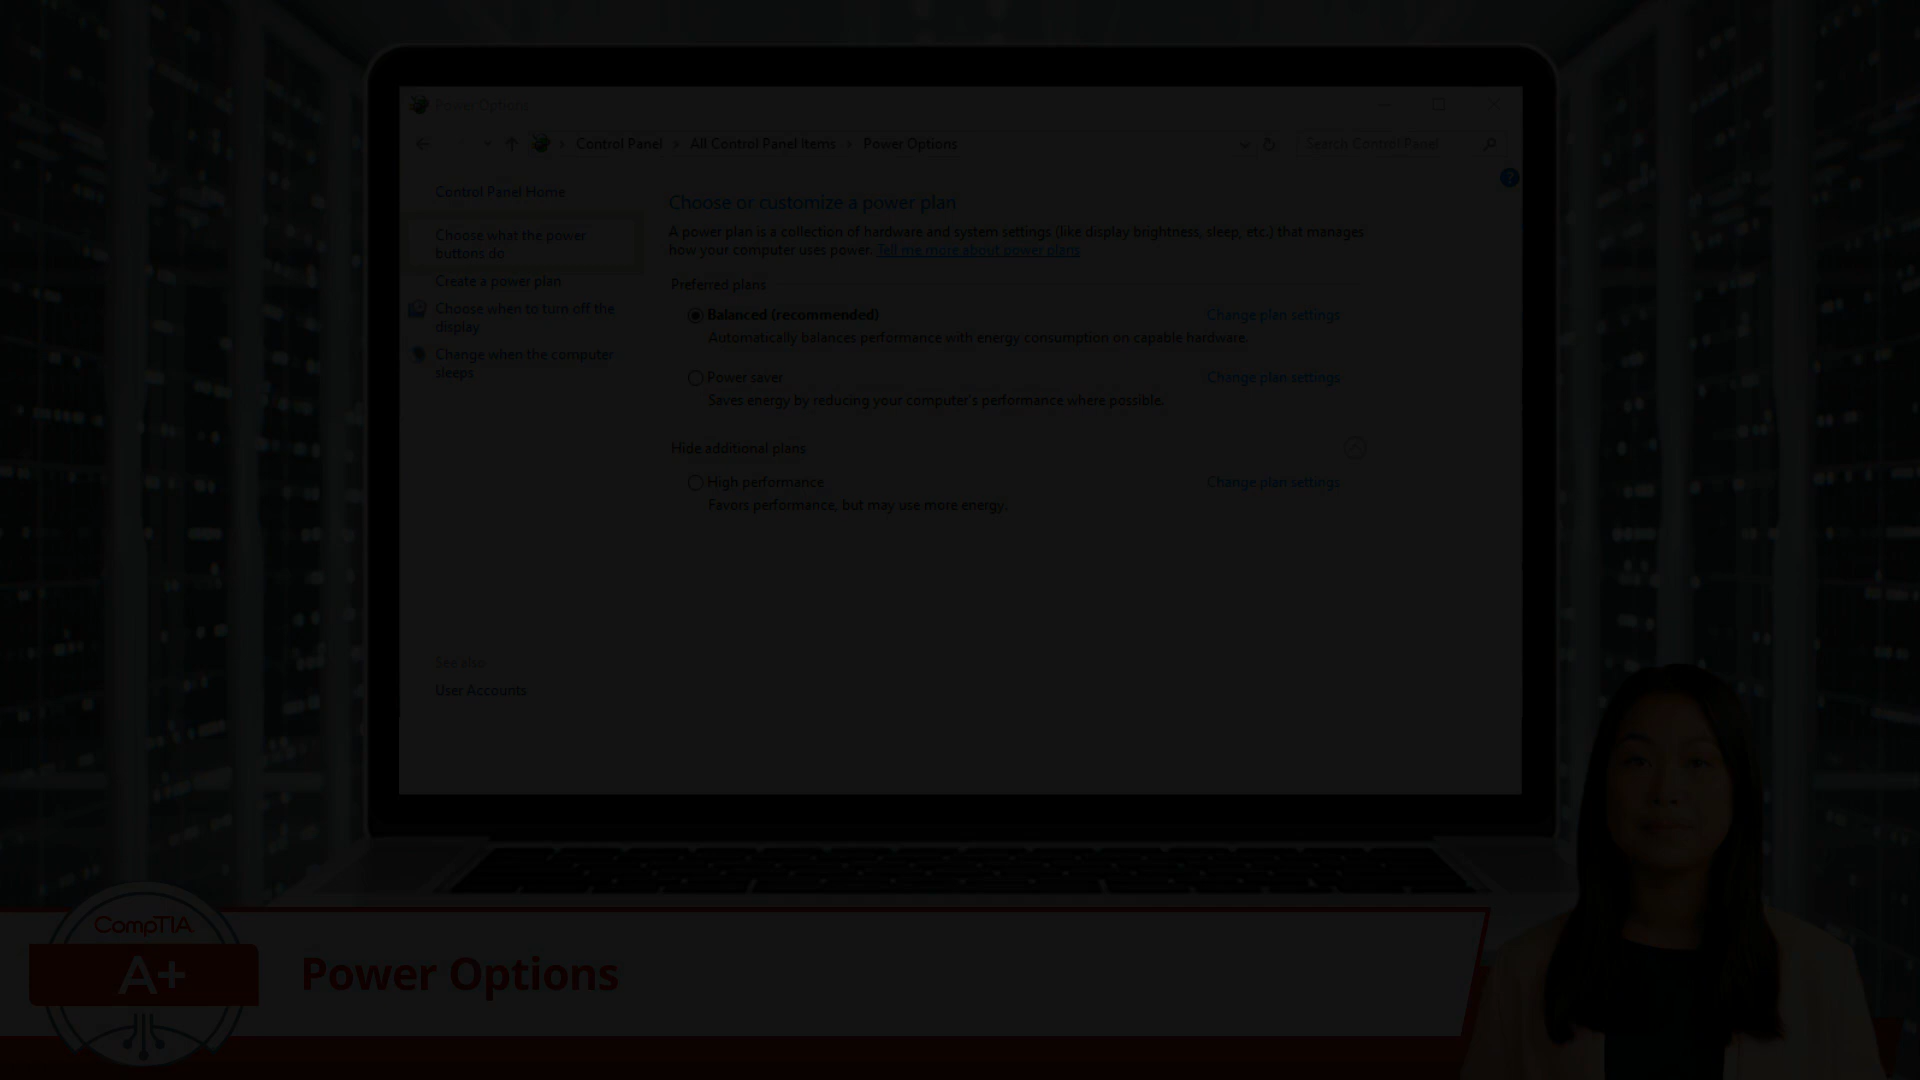 Power Options
Control Panel > All Control Panel Items > Power Options
Search Control Panel
Control Panel Home
Choose what the power
buttons do
Create a power plan
Choose when to turn off the
display
Change when the computer
sleeps
See also
User Accounts
?
Choose or customize a power plan
A power plan is a collection of hardware and system settings (like display brightness, sleep, etc.) that manages
how your computer uses power. Tell me more about power plans
Preferred plans
Balanced (recommended) Change plan settings
Automatically balances performance with energy consumption on capable hardware.
Power saver Change plan settings
Saves energy by reducing your computer's performance where possible.
Hide additional plans
High performance Change plan settings
Favors performance, but may use more energy.
CompTIA
A+
Power Options